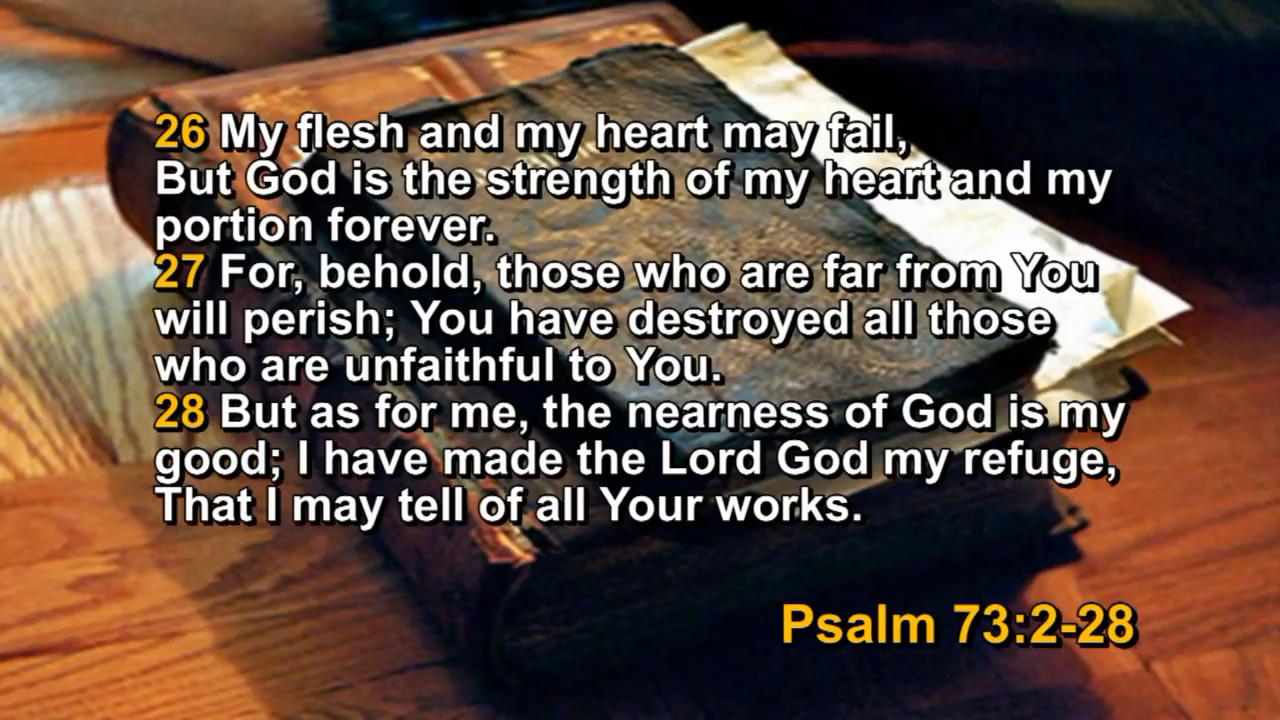 26 My flesh and my heart may fail,
But God is the strength of my heart and my
portion forever.
27 For, behold, those who are far from You
will perish; You have destroyed all those
who are unfaithful to You.
28 But as for me, the nearness of God is my
good; I have made the Lord God my refuge,
That I may tell of all Your works.
Psalm 73:2-28